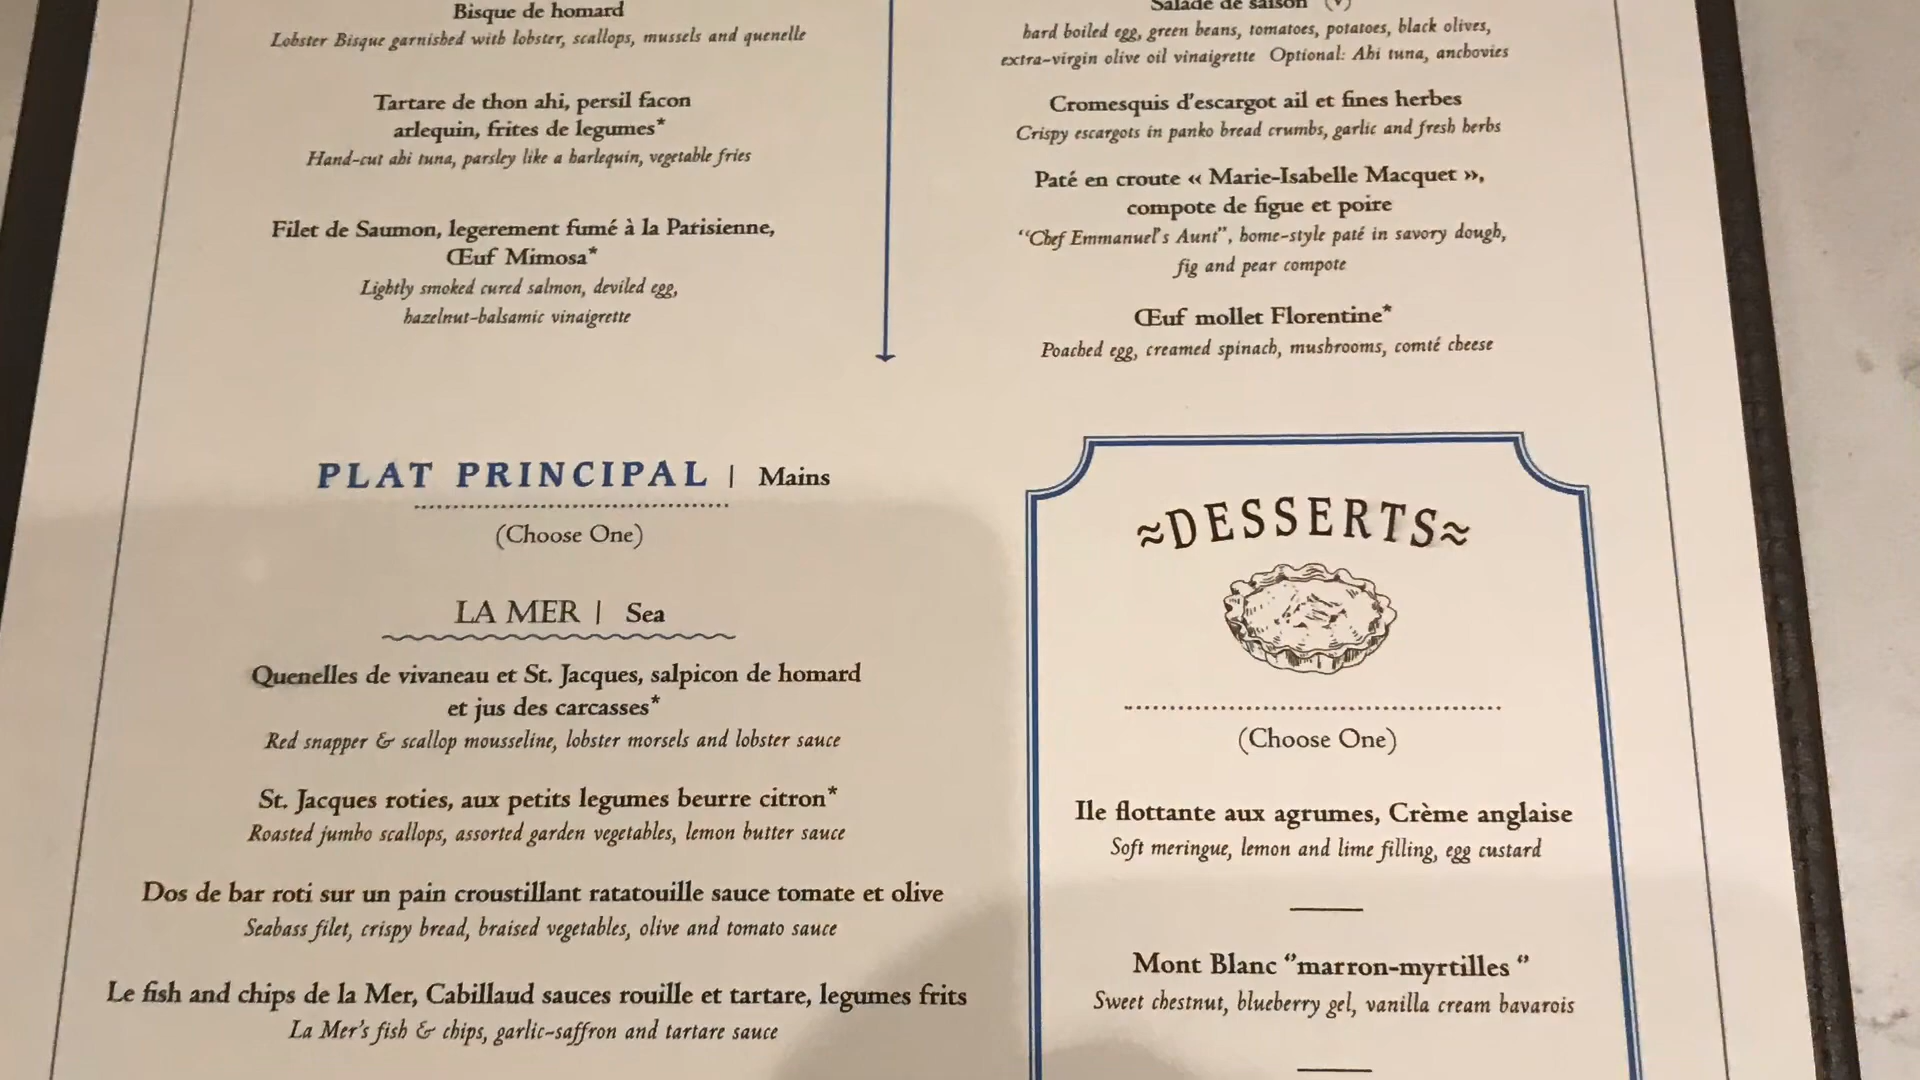 Bisque de homard
Lobster Bisque garnished with lobster, scallops, mussels and quenelle
Tartare de thon ahi, persil facon
arlequin, frites de legumes*
Hand-cut ahi tuna, parsley like a harlequin, vegetable fries
Filet de Saumon, legerement fumé à la Parisienne,
Œuf Mimosa*
Lightly smoked cured salmon, deviled egg,
hazelnut-balsamic vinaigrette
Salade de saison (V)
hard boiled egg, green beans, tomatoes, potatoes, black olives,
extra-virgin olive oil vinaigrette Optional: Ahi tuna, anchovies
Cromesquis d'escargot ail et fines herbes
Crispy escargots in panko bread crumbs, garlic and fresh herbs
Paté en croute « Marie-Isabelle Macquet »,
compote de figue et poire
"Chef Emmanuel's Aunt", home-style paté in savory dough,
fig and pear compote
Œuf mollet Florentine*
Poached egg, creamed spinach, mushrooms, comté cheese
PLAT PRINCIPAL | Mains
(Choose One)
LA MER | Sea
Quenelles de vivaneau et St. Jacques, salpicon de homard
et jus des carcasses*
Red snapper & scallop mousseline, lobster morsels and lobster sauce
St. Jacques roties, aux petits legumes beurre citron*
Roasted jumbo scallops, assorted garden vegetables, lemon butter sauce
Dos de bar roti sur un pain croustillant ratatouille sauce tomate et olive
Seabass filet, crispy bread, braised vegetables, olive and tomato sauce
Le fish and chips de la Mer, Cabillaud sauces rouille et tartare, legumes frits
La Mer's fish & chips, garlic-saffron and tartare sauce
≈DESSERTS≈
(Choose One)
Ile flottante aux agrumes, Crème anglaise
Soft meringue, lemon and lime filling, egg custard
Mont Blanc "marron-myrtilles "
Sweet chestnut, blueberry gel, vanilla cream bavarois